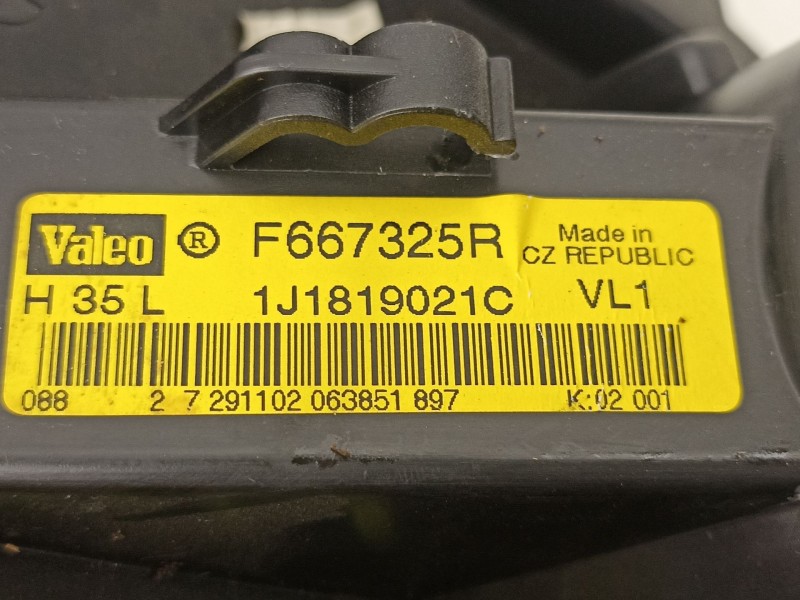 Valeo ® F667325R Made in
CZ REPUBLIC
H 35 L 1J1819021C VL1
088 2 7 291102 063851 897 K:02 001